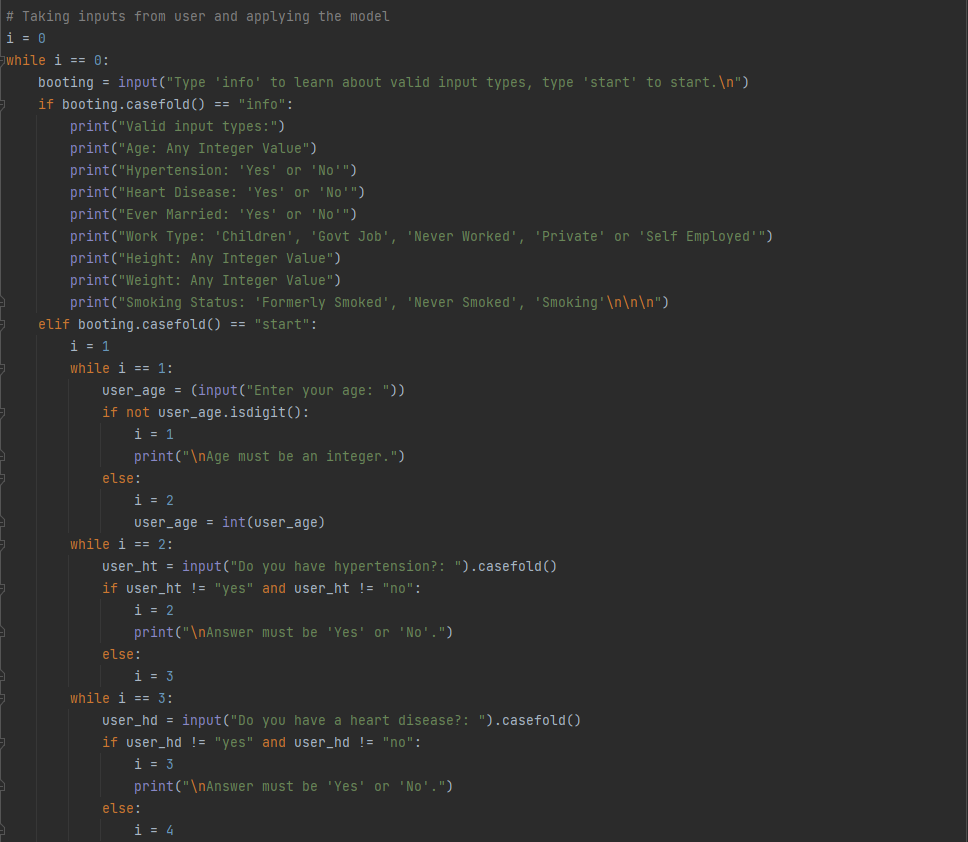 # Taking inputs from user and applying the model
i = 0
while i == 0:
    booting = input("Type 'info' to learn about valid input types, type 'start' to start.\n")
    if booting.casefold() == "info":
        print("Valid input types:")
        print("Age: Any Integer Value")
        print("Hypertension: 'Yes' or 'No'")
        print("Heart Disease: 'Yes' or 'No'")
        print("Ever Married: 'Yes' or 'No'")
        print("Work Type: 'Children', 'Govt Job', 'Never Worked', 'Private' or 'Self Employed'")
        print("Height: Any Integer Value")
        print("Weight: Any Integer Value")
        print("Smoking Status: 'Formerly Smoked', 'Never Smoked', 'Smoking'\n\n\n")
    elif booting.casefold() == "start":
        i = 1
        while i == 1:
            user_age = (input("Enter your age: "))
            if not user_age.isdigit():
                i = 1
                print("\nAge must be an integer.")
            else:
                i = 2
                user_age = int(user_age)
        while i == 2:
            user_ht = input("Do you have hypertension?: ").casefold()
            if user_ht != "yes" and user_ht != "no":
                i = 2
                print("\nAnswer must be 'Yes' or 'No'.")
            else:
                i = 3
        while i == 3:
            user_hd = input("Do you have a heart disease?: ").casefold()
            if user_hd != "yes" and user_hd != "no":
                i = 3
                print("\nAnswer must be 'Yes' or 'No'.")
            else:
                i = 4